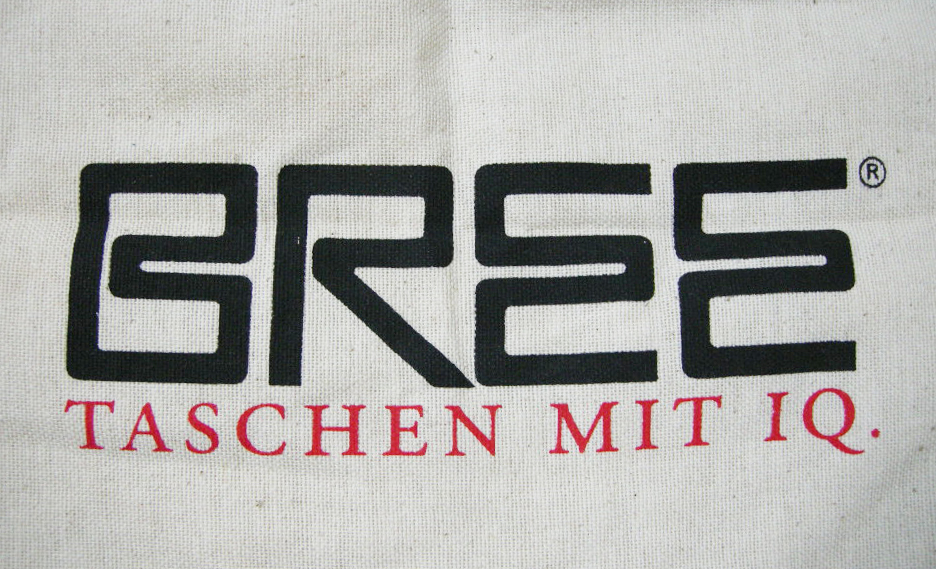 BREE®
TASCHEN MIT IQ.